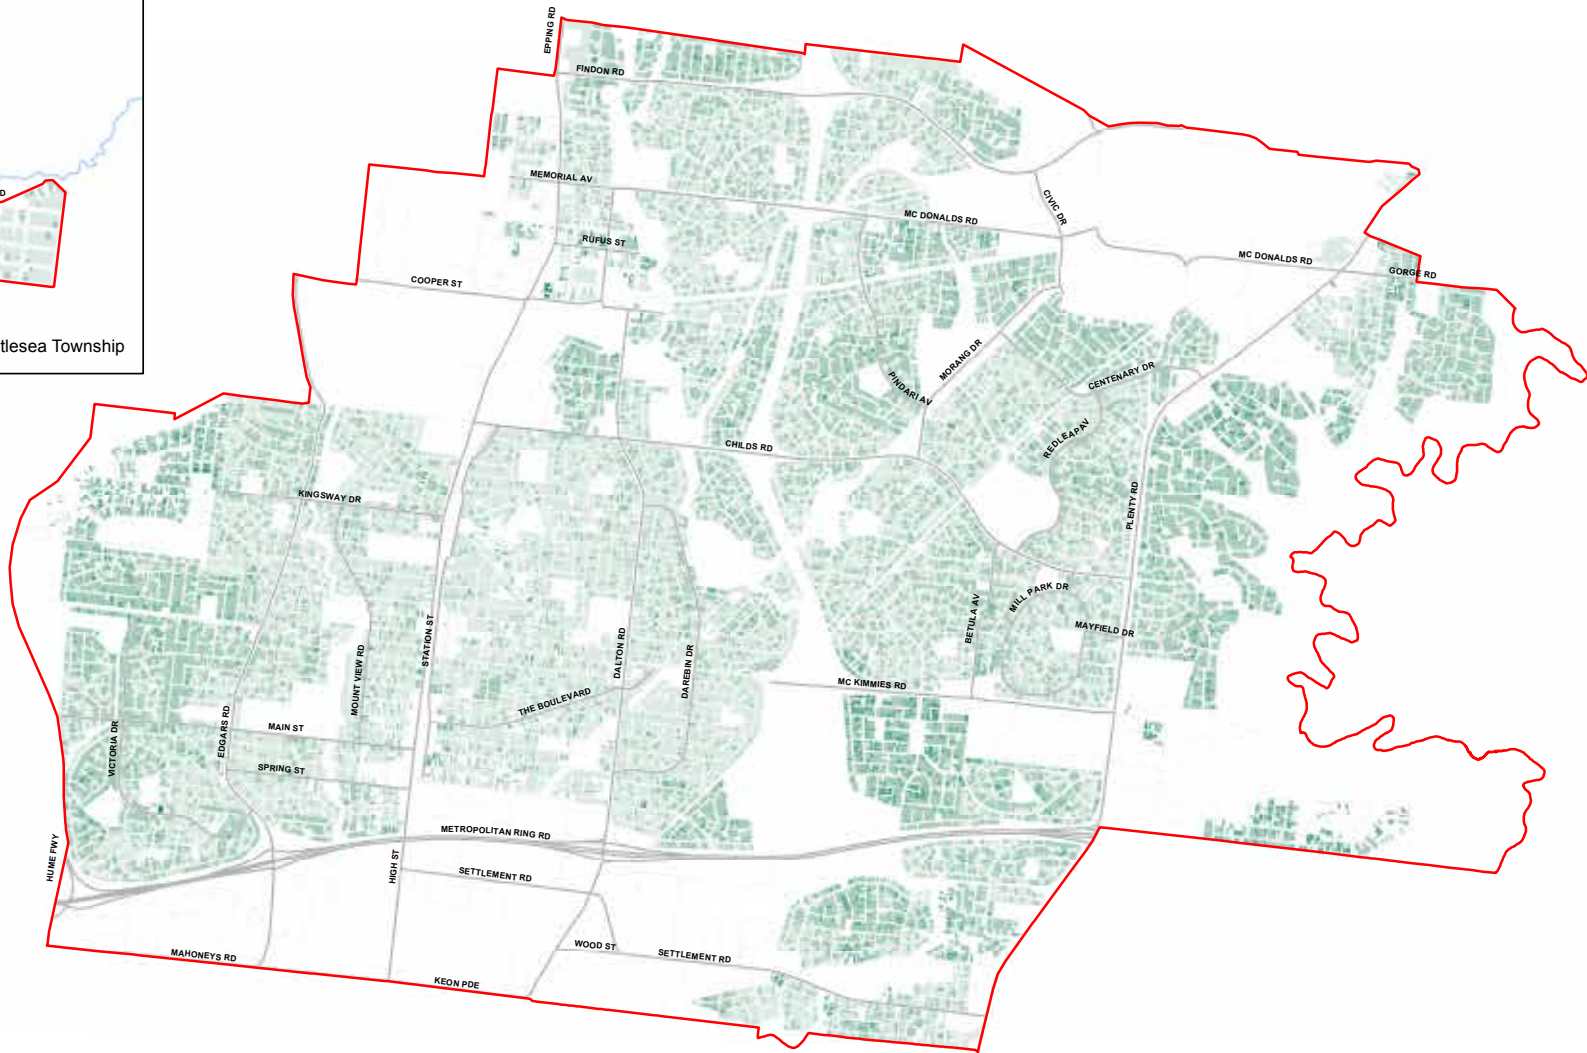 EPPING RD
FINDON RD
MEMORIAL AV
MC DONALDS RD
CIVIC DR
D
RUFUS ST
MC DONALDS RD
GORGE RD
COOPER ST
tlesea Township
MORANG DR
PINDARI AV
CENTENARY DR
REDLEAP AV
CHILDS RD
KINGSWAY DR
PLENTY RD
STATION ST
MOUNT VIEW RD
DALTON RD
DAREBIN DR
BETULA AV
MILL PARK DR
MAYFIELD DR
MC KIMMIES RD
THE BOULEVARD
VICTORIA DR
EDGARS RD
MAIN ST
SPRING ST
METROPOLITAN RING RD
HUME FWY
HIGH ST
SETTLEMENT RD
WOOD ST
SETTLEMENT RD
MAHONEYS RD
KEON PDE